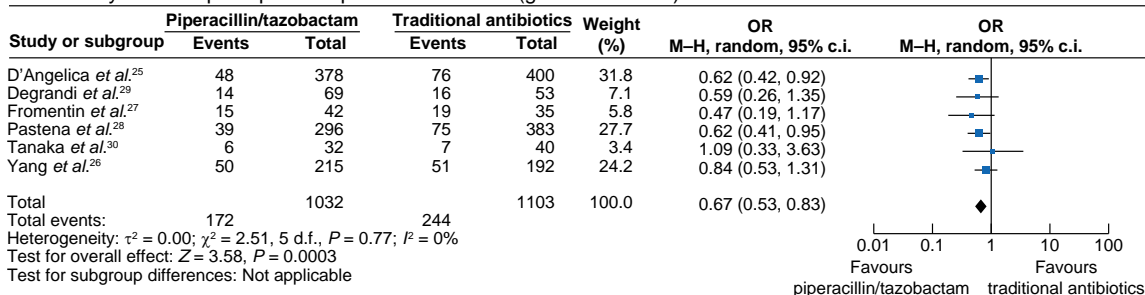 Piperacillin/tazobactam Traditional antibiotics Weight OR OR
Study or subgroup Events Total Events Total (%) M–H, random, 95% c.i. M–H, random, 95% c.i.
D'Angelica et al.25 48 378 76 400 31.8 0.62 (0.42, 0.92)
Degrandi et al.29 14 69 16 53 7.1 0.59 (0.26, 1.35)
Fromentin et al.27 15 42 19 35 5.8 0.47 (0.19, 1.17)
Pastena et al.28 39 296 75 383 27.7 0.62 (0.41, 0.95)
Tanaka et al.30 6 32 7 40 3.4 1.09 (0.33, 3.63)
Yang et al.26 50 215 51 192 24.2 0.84 (0.53, 1.31)
Total 1032 1103 100.0 0.67 (0.53, 0.83)
Total events: 172 244
Heterogeneity: τ² = 0.00; χ² = 2.51, 5 d.f., P = 0.77; I² = 0%
Test for overall effect: Z = 3.58, P = 0.0003
Test for subgroup differences: Not applicable
0.01 0.1 1 10 100
Favours Favours
piperacillin/tazobactam traditional antibiotics